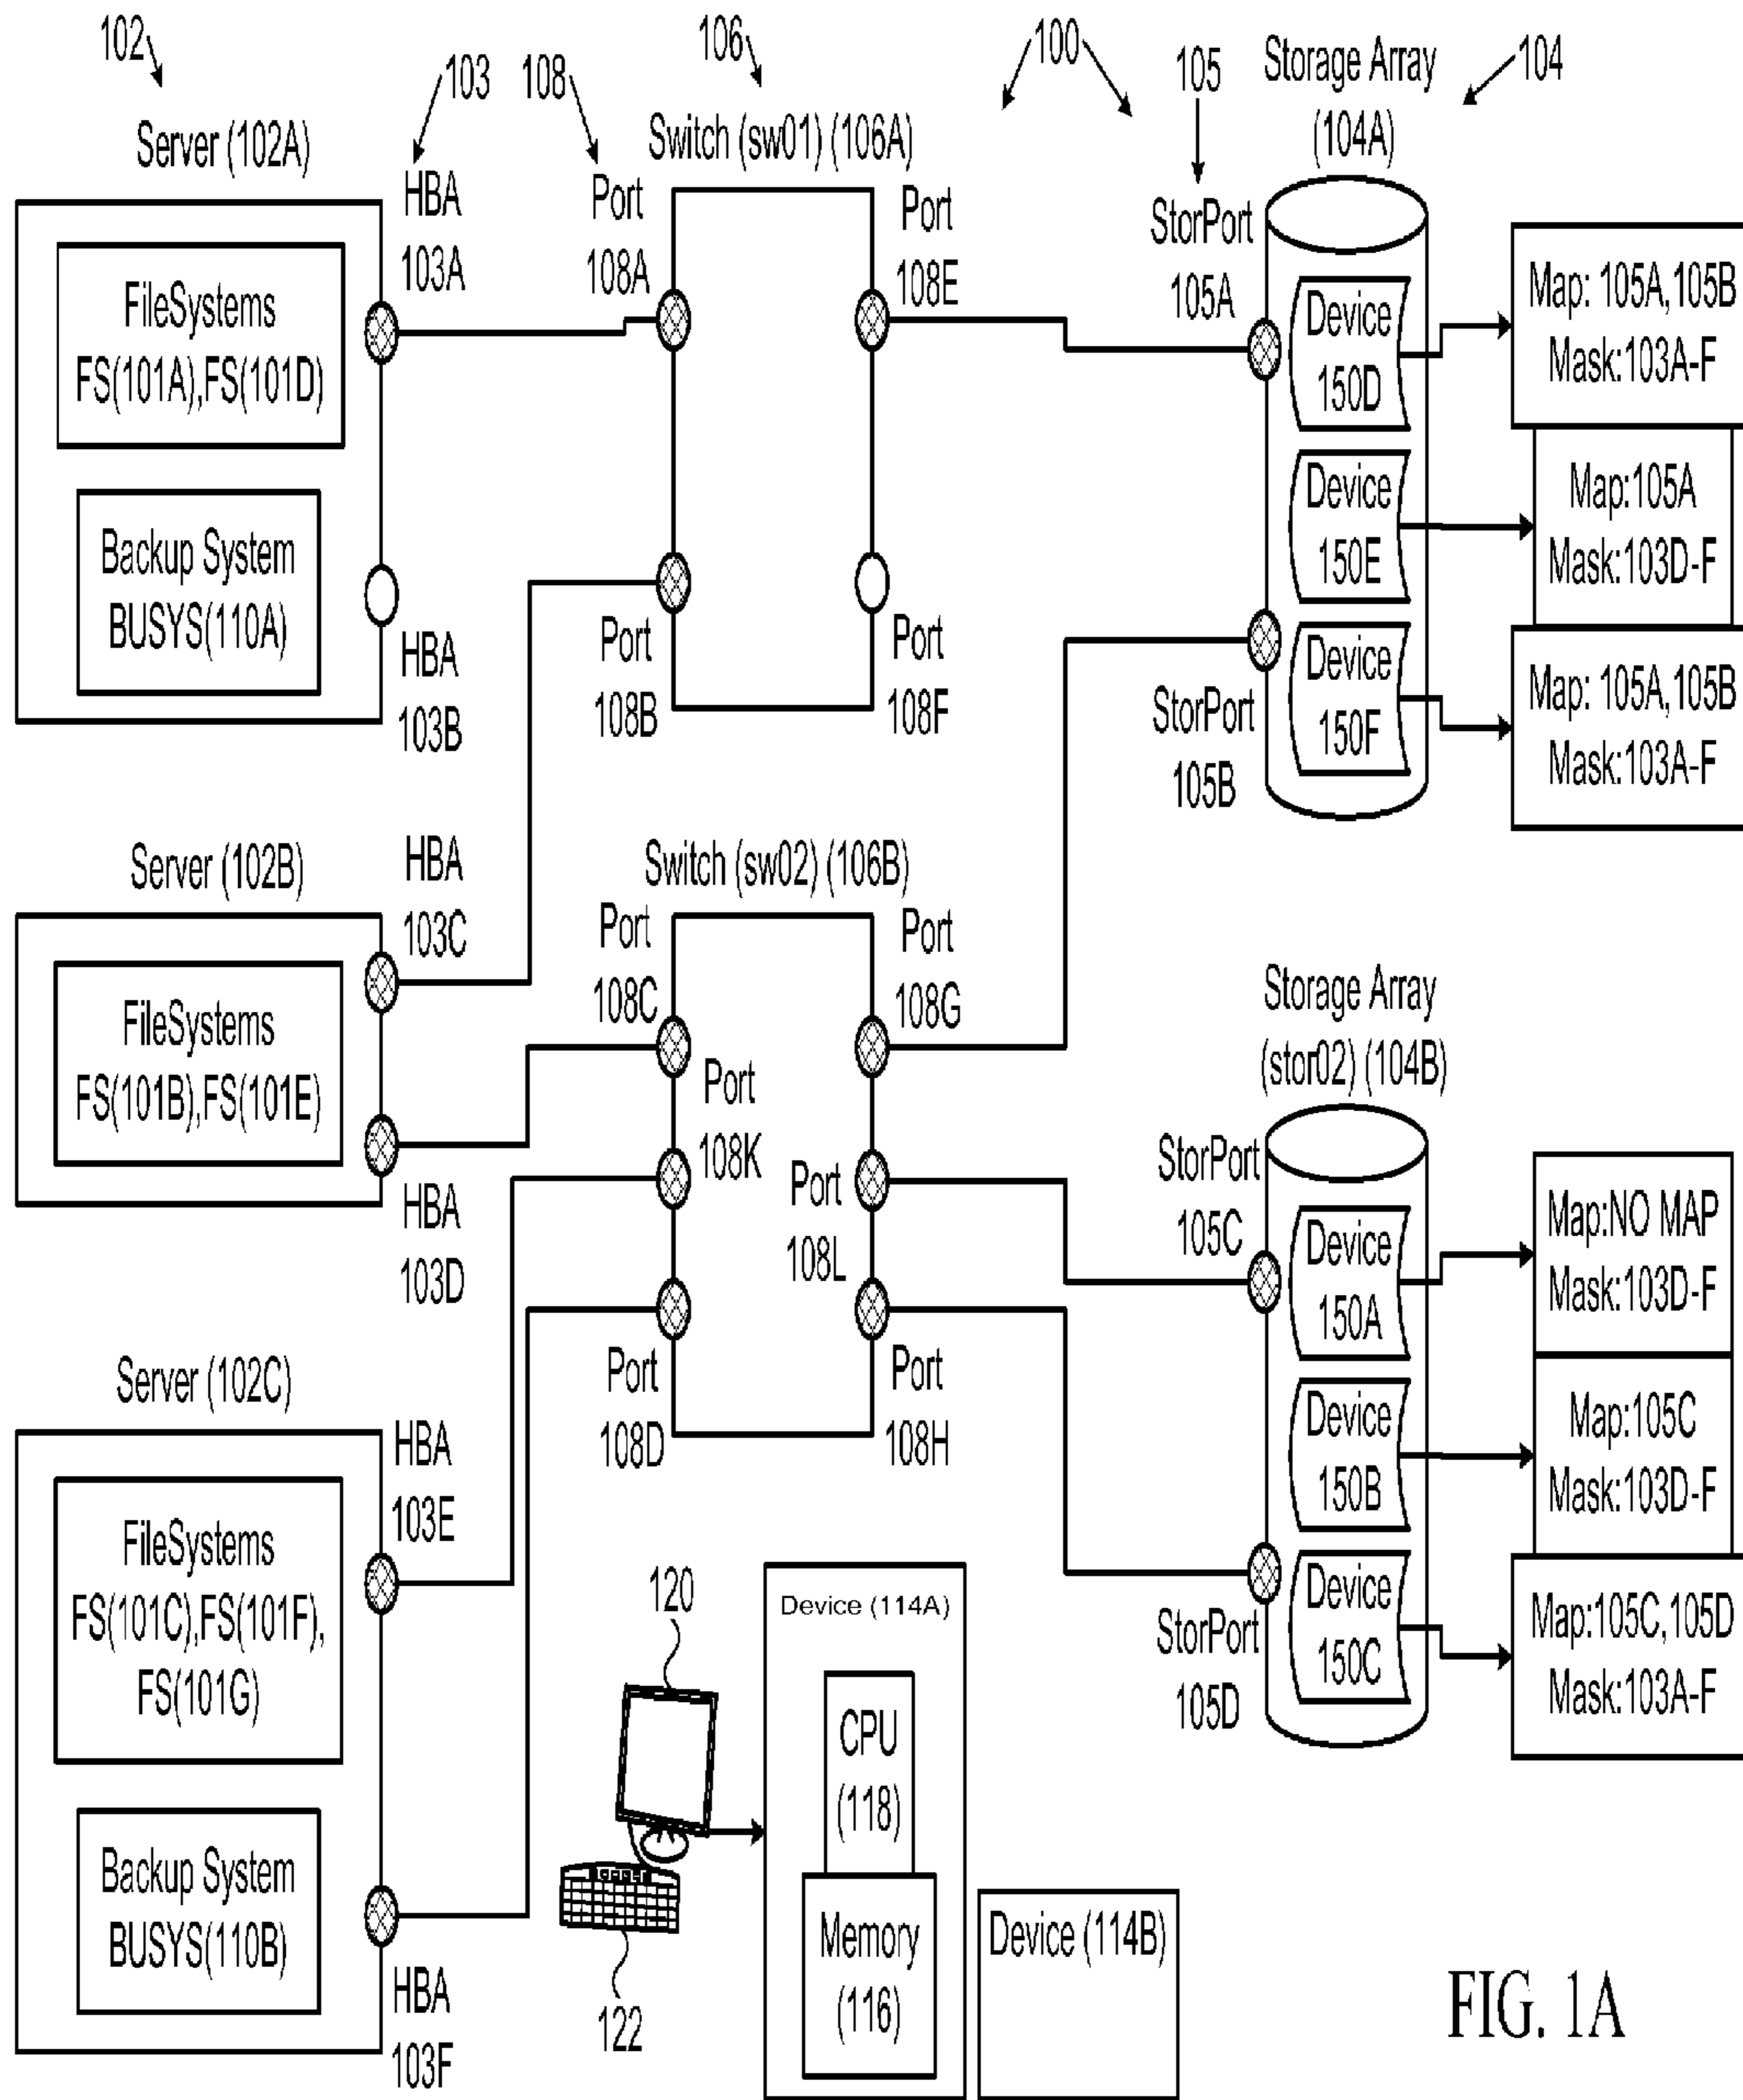 102
103
108
106
100
105
104
Storage Array
(104A)
Server (102A)
Switch (sw01) (106A)
HBA
103A
Port
108A
Port
108E
StorPort
105A
FileSystems
FS(101A),FS(101D)
Backup System
BUSYS(110A)
HBA
103B
Port
108B
Port
108F
StorPort
105B
Device
150D
Map: 105A,105B
Mask:103A-F
Device
150E
Map:105A
Mask:103D-F
Device
150F
Map: 105A,105B
Mask:103A-F
Server (102B)
HBA
103C
FileSystems
FS(101B),FS(101E)
HBA
103D
Switch (sw02) (106B)
Port
108C
Port
108G
Port
108K
Port
108L
Port
108D
Port
108H
Storage Array
(stor02) (104B)
StorPort
105C
Device
150A
Map:NO MAP
Mask:103D-F
Device
150B
Map:105C
Mask:103D-F
Device
150C
Map:105C,105D
Mask:103A-F
StorPort
105D
Server (102C)
HBA
103E
FileSystems
FS(101C),FS(101F),
FS(101G)
Backup System
BUSYS(110B)
HBA
103F
120
122
Device (114A)
CPU
(118)
Memory
(116)
Device (114B)
FIG. 1A